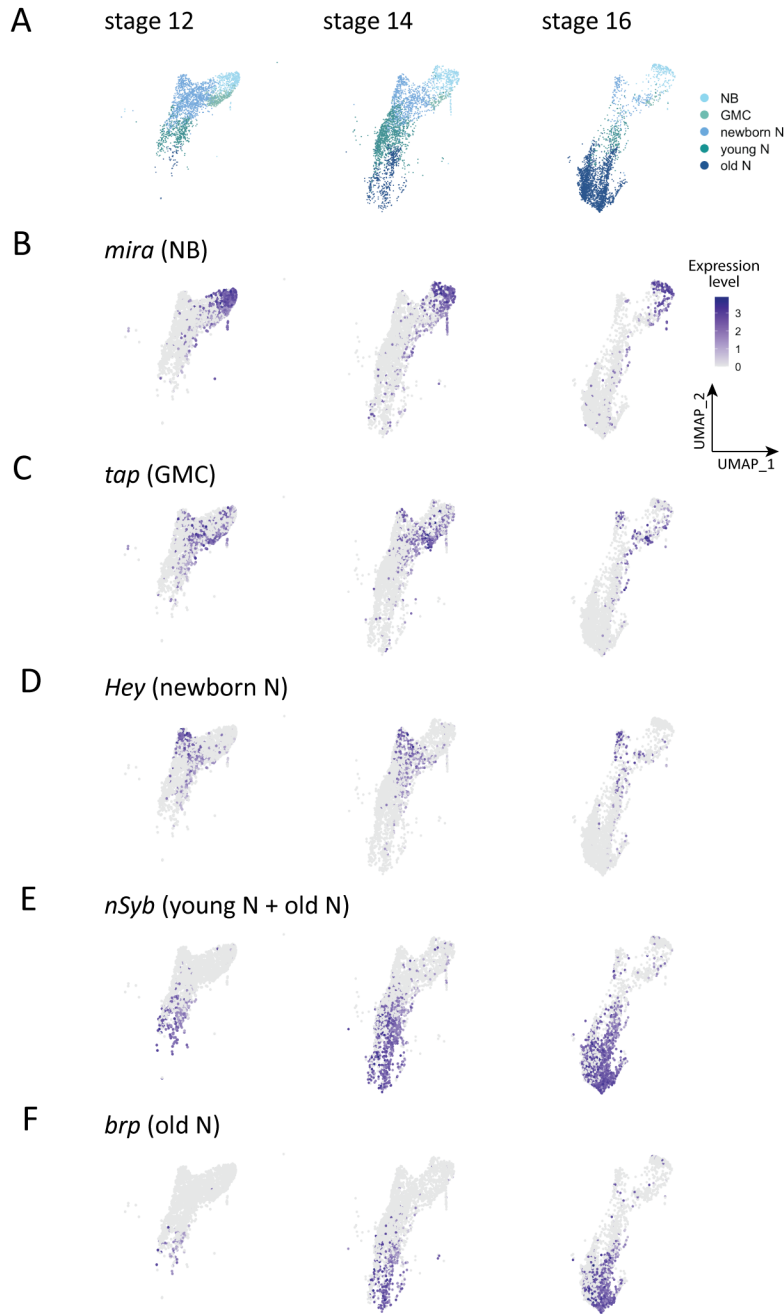 A
stage 12 stage 14 stage 16
NB
GMC
newborn N
young N
old N
B
mira (NB)
Expression
level
3
2
1
0
UMAP_2
UMAP_1
C
tap (GMC)
D
Hey (newborn N)
E
nSyb (young N + old N)
F
brp (old N)